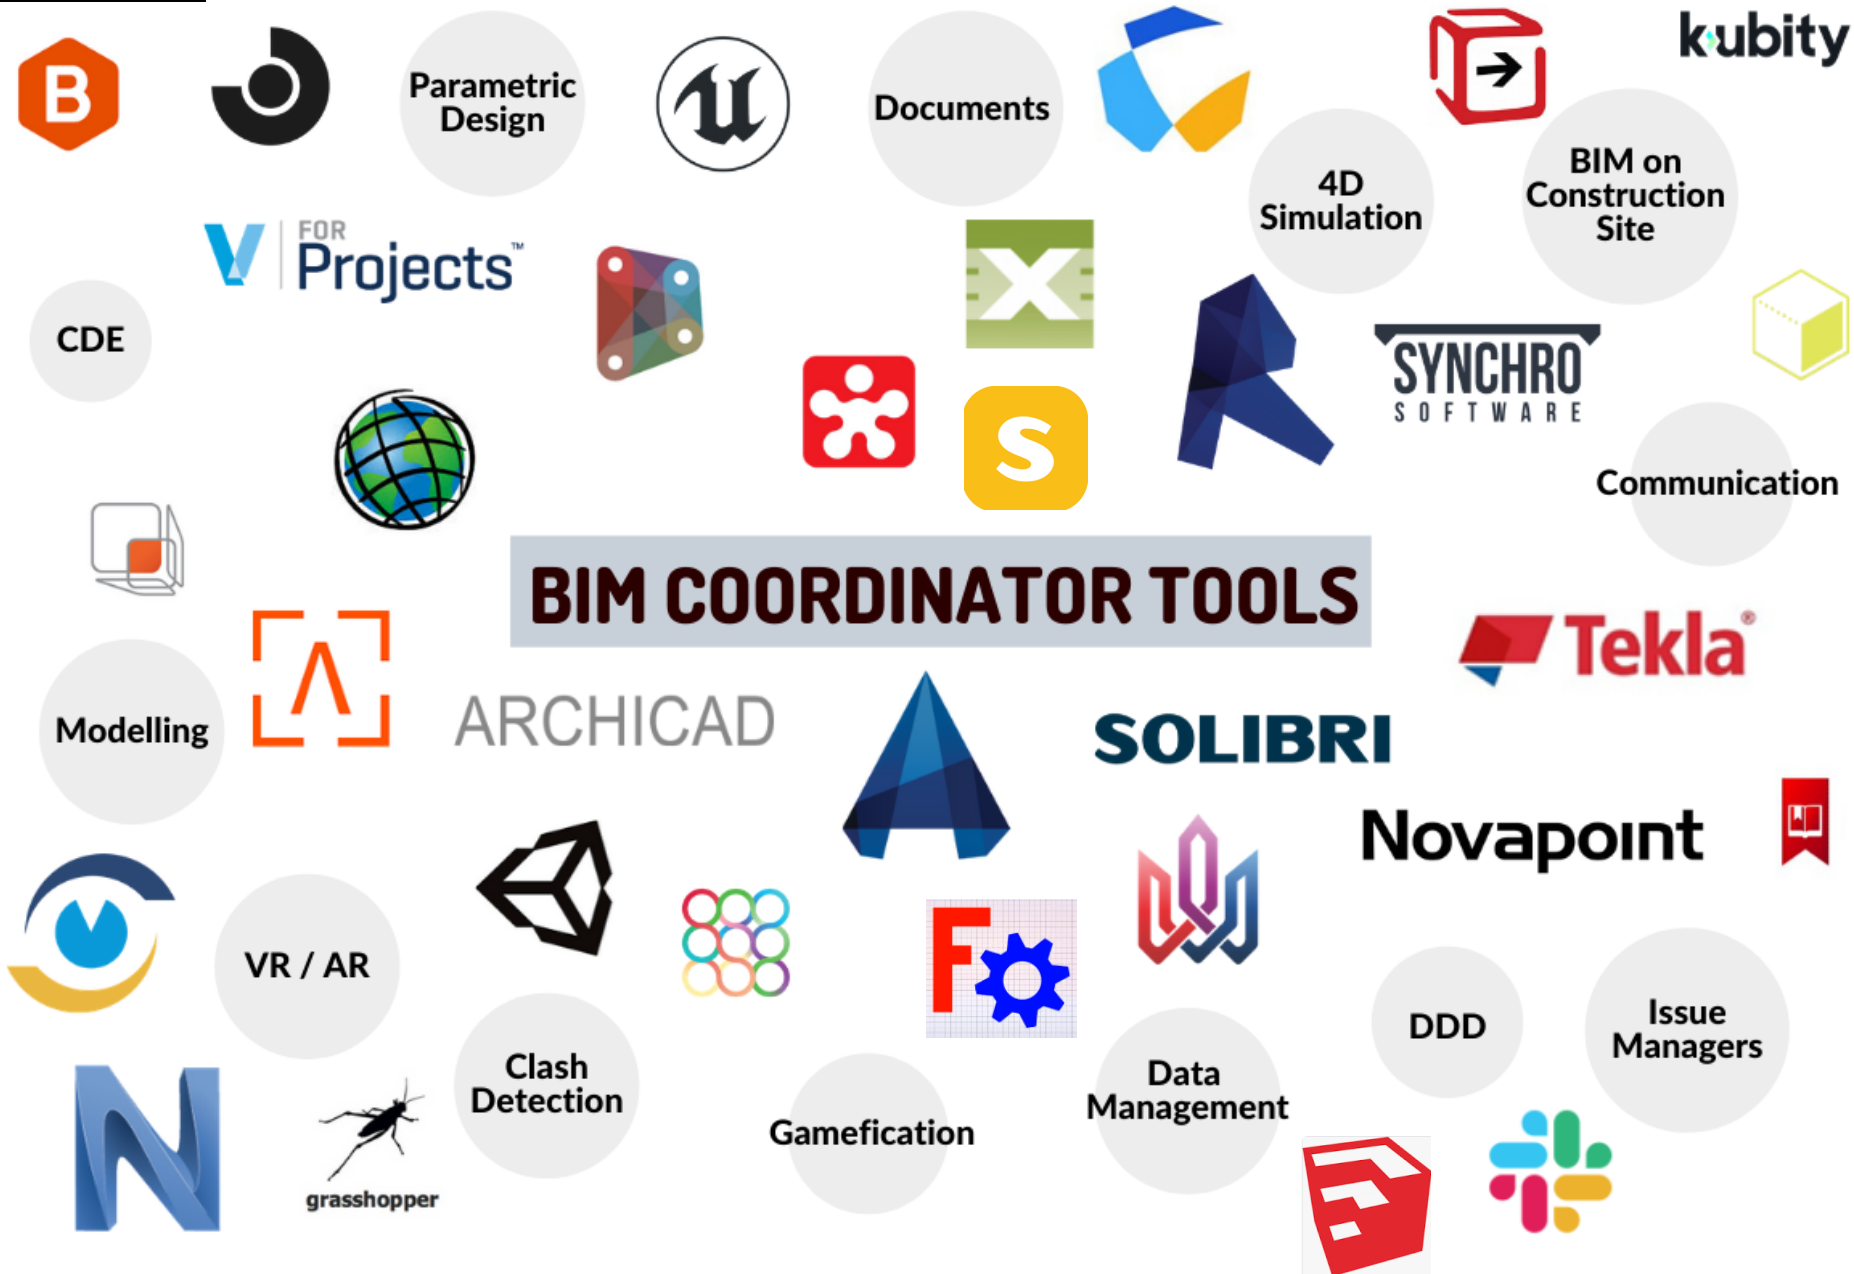 B
Parametric
Design
Documents
kubity
4D
Simulation
BIM on
Construction
Site
V FOR
Projects™
CDE
X
S
R
SYNCHRO
SOFTWARE
Communication
BIM COORDINATOR TOOLS
Tekla®
Modelling
ARCHICAD
SOLIBRI
Novapoint
VR / AR
F
Clash
Detection
Gamefication
Data
Management
DDD
Issue
Managers
N
grasshopper